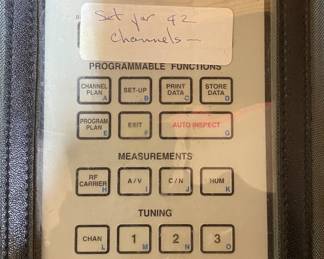 Set for 92
channels —
PROGRAMMABLE FUNCTIONS
CHANNEL PLAN A SET-UP B PRINT DATA C STORE DATA D
PROGRAM PLAN E EXIT F AUTO INSPECT G
MEASUREMENTS
RF CARRIER H A/V I C/N J HUM K
TUNING
CHAN L 1 M 2 N 3 O